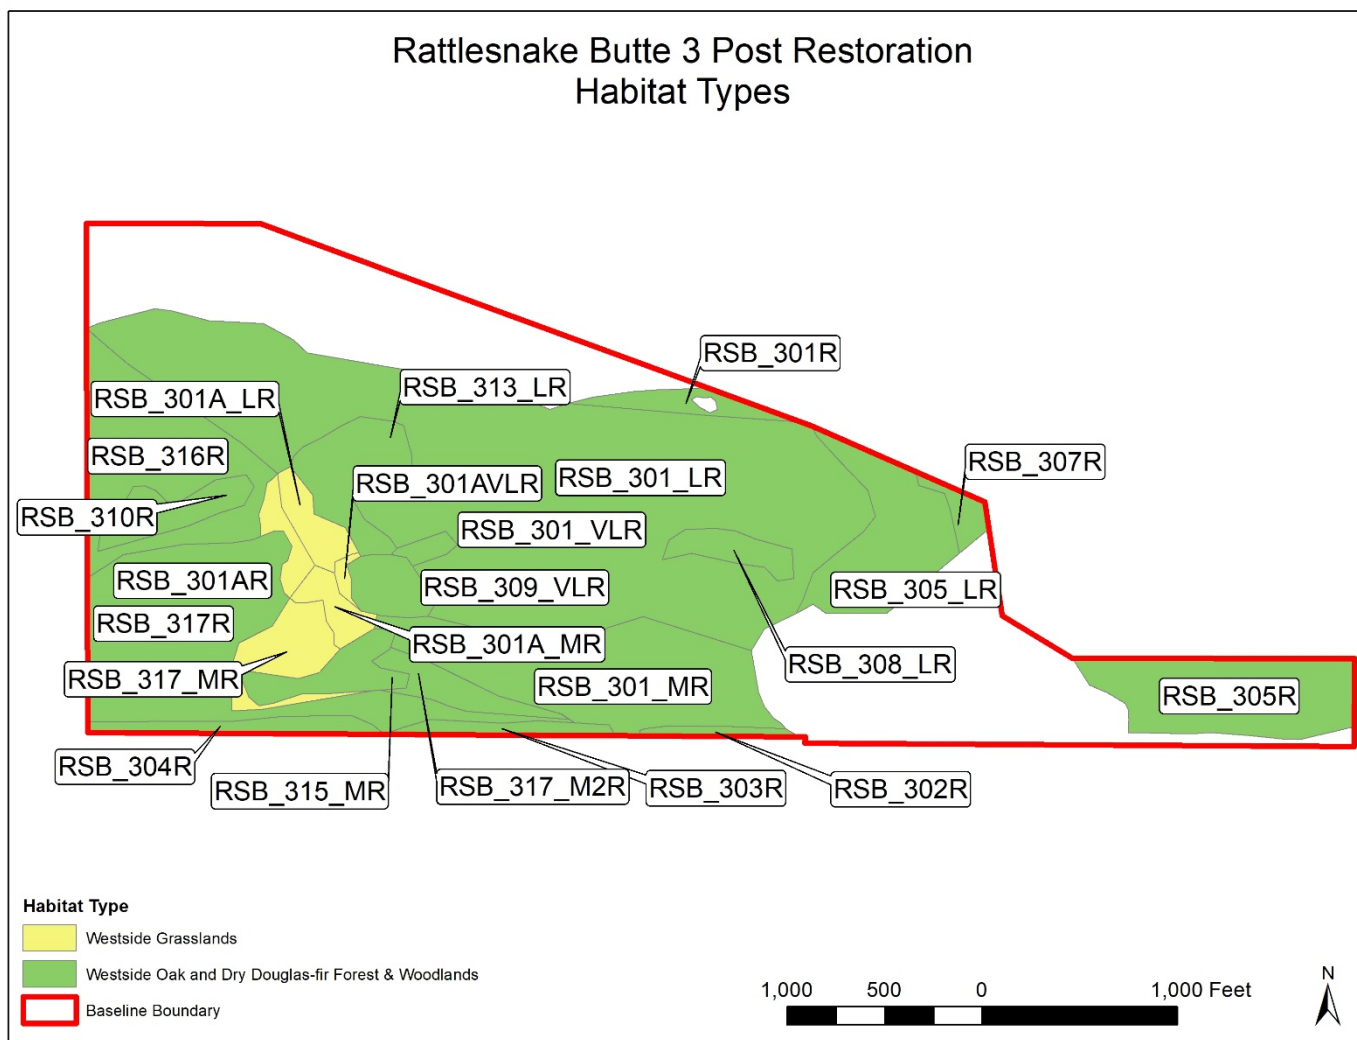 Rattlesnake Butte 3 Post Restoration
Habitat Types
RSB_301R
RSB_313_LR
RSB_301A_LR
RSB_316R
RSB_307R
RSB_301_LR
RSB_301AVLR
RSB_310R
RSB_301_VLR
RSB_301AR
RSB_309_VLR
RSB_305_LR
RSB_317R
RSB_301A_MR
RSB_308_LR
RSB_317_MR
RSB_301_MR
RSB_305R
RSB_304R
RSB_315_MR
RSB_317_M2R
RSB_303R
RSB_302R
Habitat Type
Westside Grasslands
Westside Oak and Dry Douglas-fir Forest & Woodlands
Baseline Boundary
1,000 500 0 1,000 Feet
N